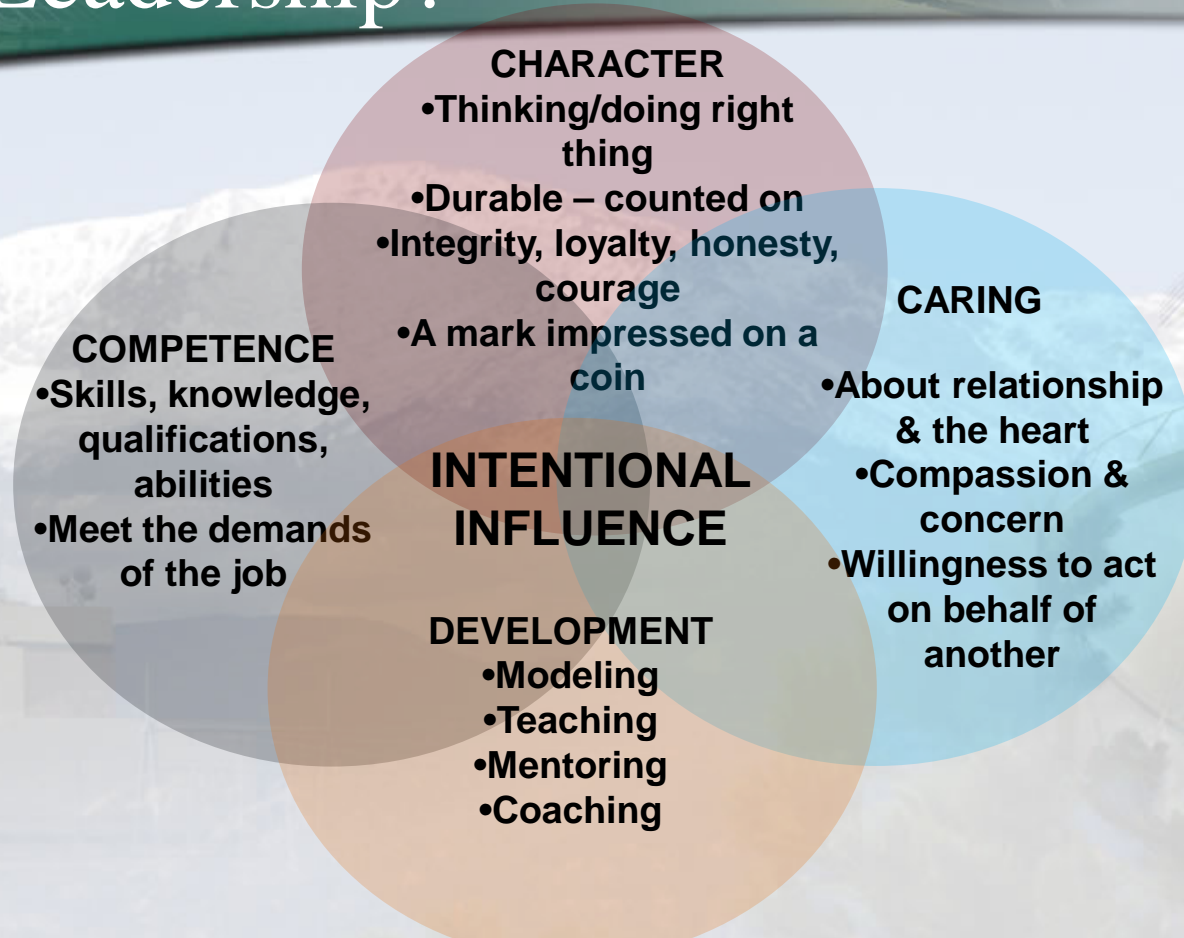 Leadership?
CHARACTER
•Thinking/doing right
thing
•Durable – counted on
•Integrity, loyalty, honesty,
courage
•A mark impressed on a
coin
COMPETENCE
•Skills, knowledge,
qualifications,
abilities
•Meet the demands
of the job
CARING
•About relationship
& the heart
•Compassion &
concern
•Willingness to act
on behalf of
another
INTENTIONAL
INFLUENCE
DEVELOPMENT
•Modeling
•Teaching
•Mentoring
•Coaching